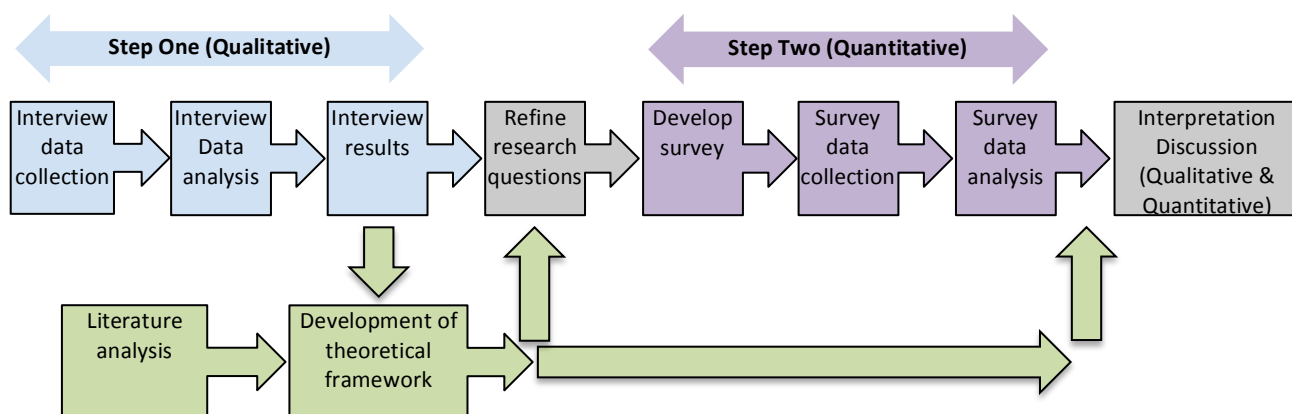 Step One (Qualitative)
Step Two (Quantitative)
Interview
data
collection
Interview
Data
analysis
Interview
results
Refine
research
questions
Develop
survey
Survey
data
collection
Survey
data
analysis
Interpretation
Discussion
(Qualitative &
Quantitative)
Literature
analysis
Development of
theoretical
framework